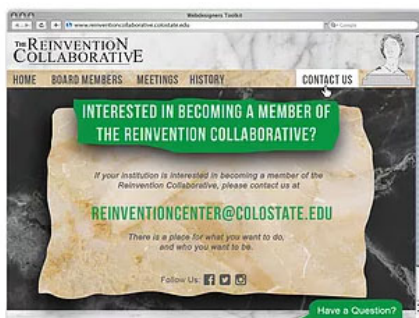 Webdesigners Toolkit
www.reinventioncollaborative.colostate.edu
Google
THE REINVENTION
COLLABORATIVE
HOME BOARD MEMBERS MEETINGS HISTORY CONTACT US
INTERESTED IN BECOMING A MEMBER OF
THE REINVENTION COLLABORATIVE?
If your institution is interested in becoming a member of the
Reinvention Collaborative, please contact us at
REINVENTIONCENTER@COLOSTATE.EDU
There is a place for what you want to do,
and who you want to be.
Follow Us:
Have a Question?